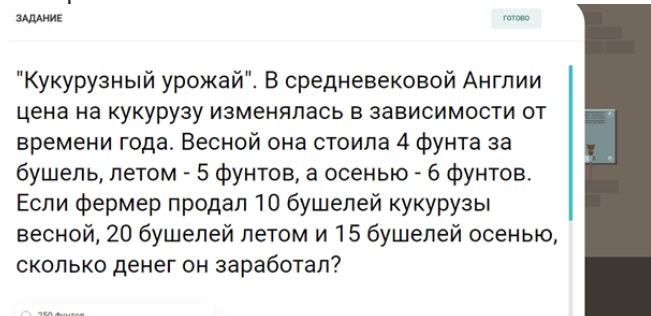 ЗАДАНИЕ
ГОТОВО
"Кукурузный урожай". В средневековой Англии
цена на кукурузу изменялась в зависимости от
времени года. Весной она стоила 4 фунта за
бушель, летом - 5 фунтов, а осенью - 6 фунтов.
Если фермер продал 10 бушелей кукурузы
весной, 20 бушелей летом и 15 бушелей осенью,
сколько денег он заработал?
250 фунтов